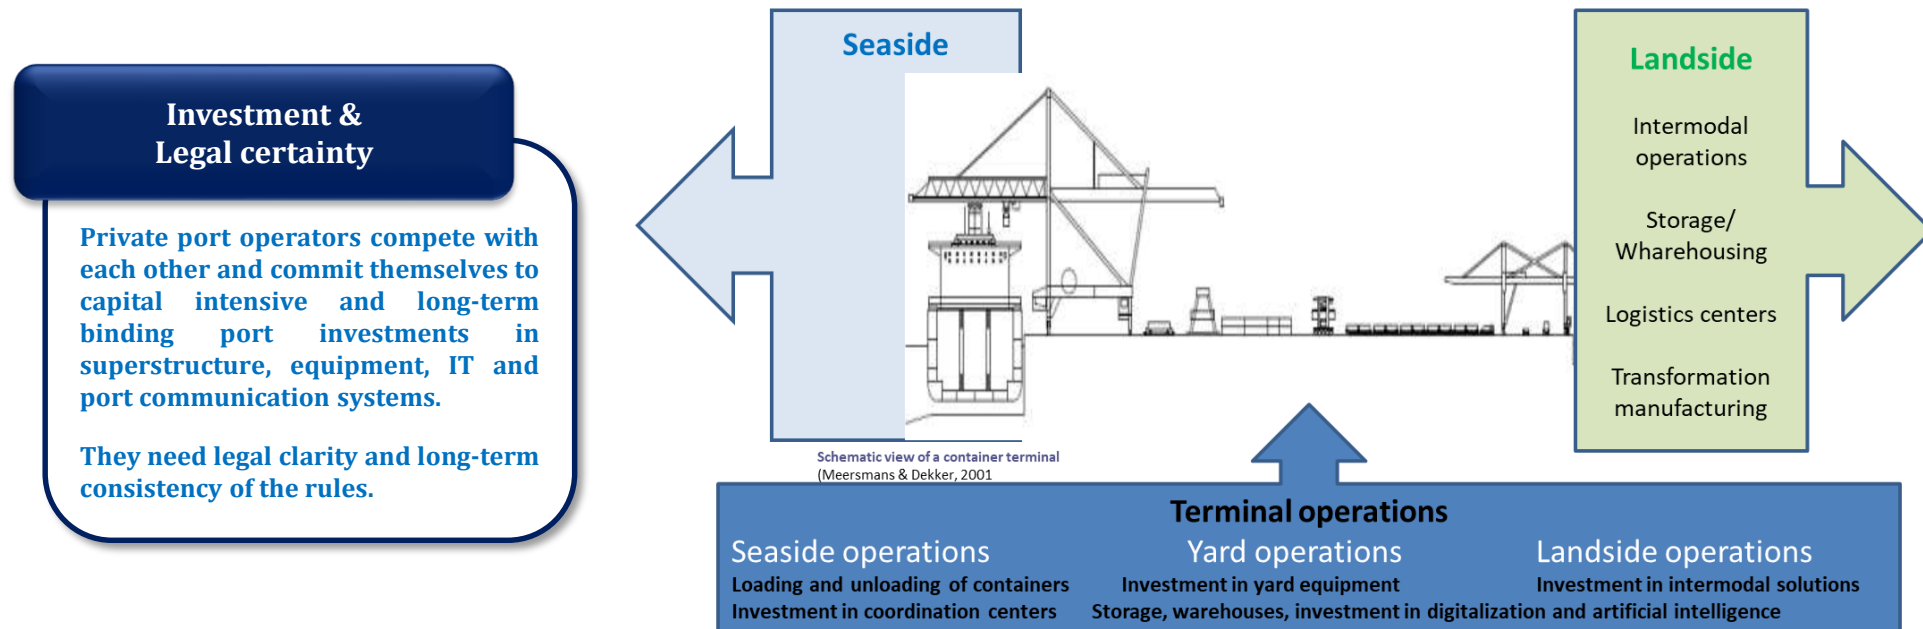 Investment &
Legal certainty
Private port operators compete with
each other and commit themselves to
capital intensive and long-term
binding port investments in
superstructure, equipment, IT and
port communication systems.
They need legal clarity and long-term
consistency of the rules.
Seaside
Schematic view of a container terminal
(Meersmans & Dekker, 2001
Landside
Intermodal
operations
Storage/
Wharehousing
Logistics centers
Transformation
manufacturing
Terminal operations
Seaside operations Yard operations Landside operations
Loading and unloading of containers Investment in yard equipment Investment in intermodal solutions
Investment in coordination centers Storage, warehouses, investment in digitalization and artificial intelligence